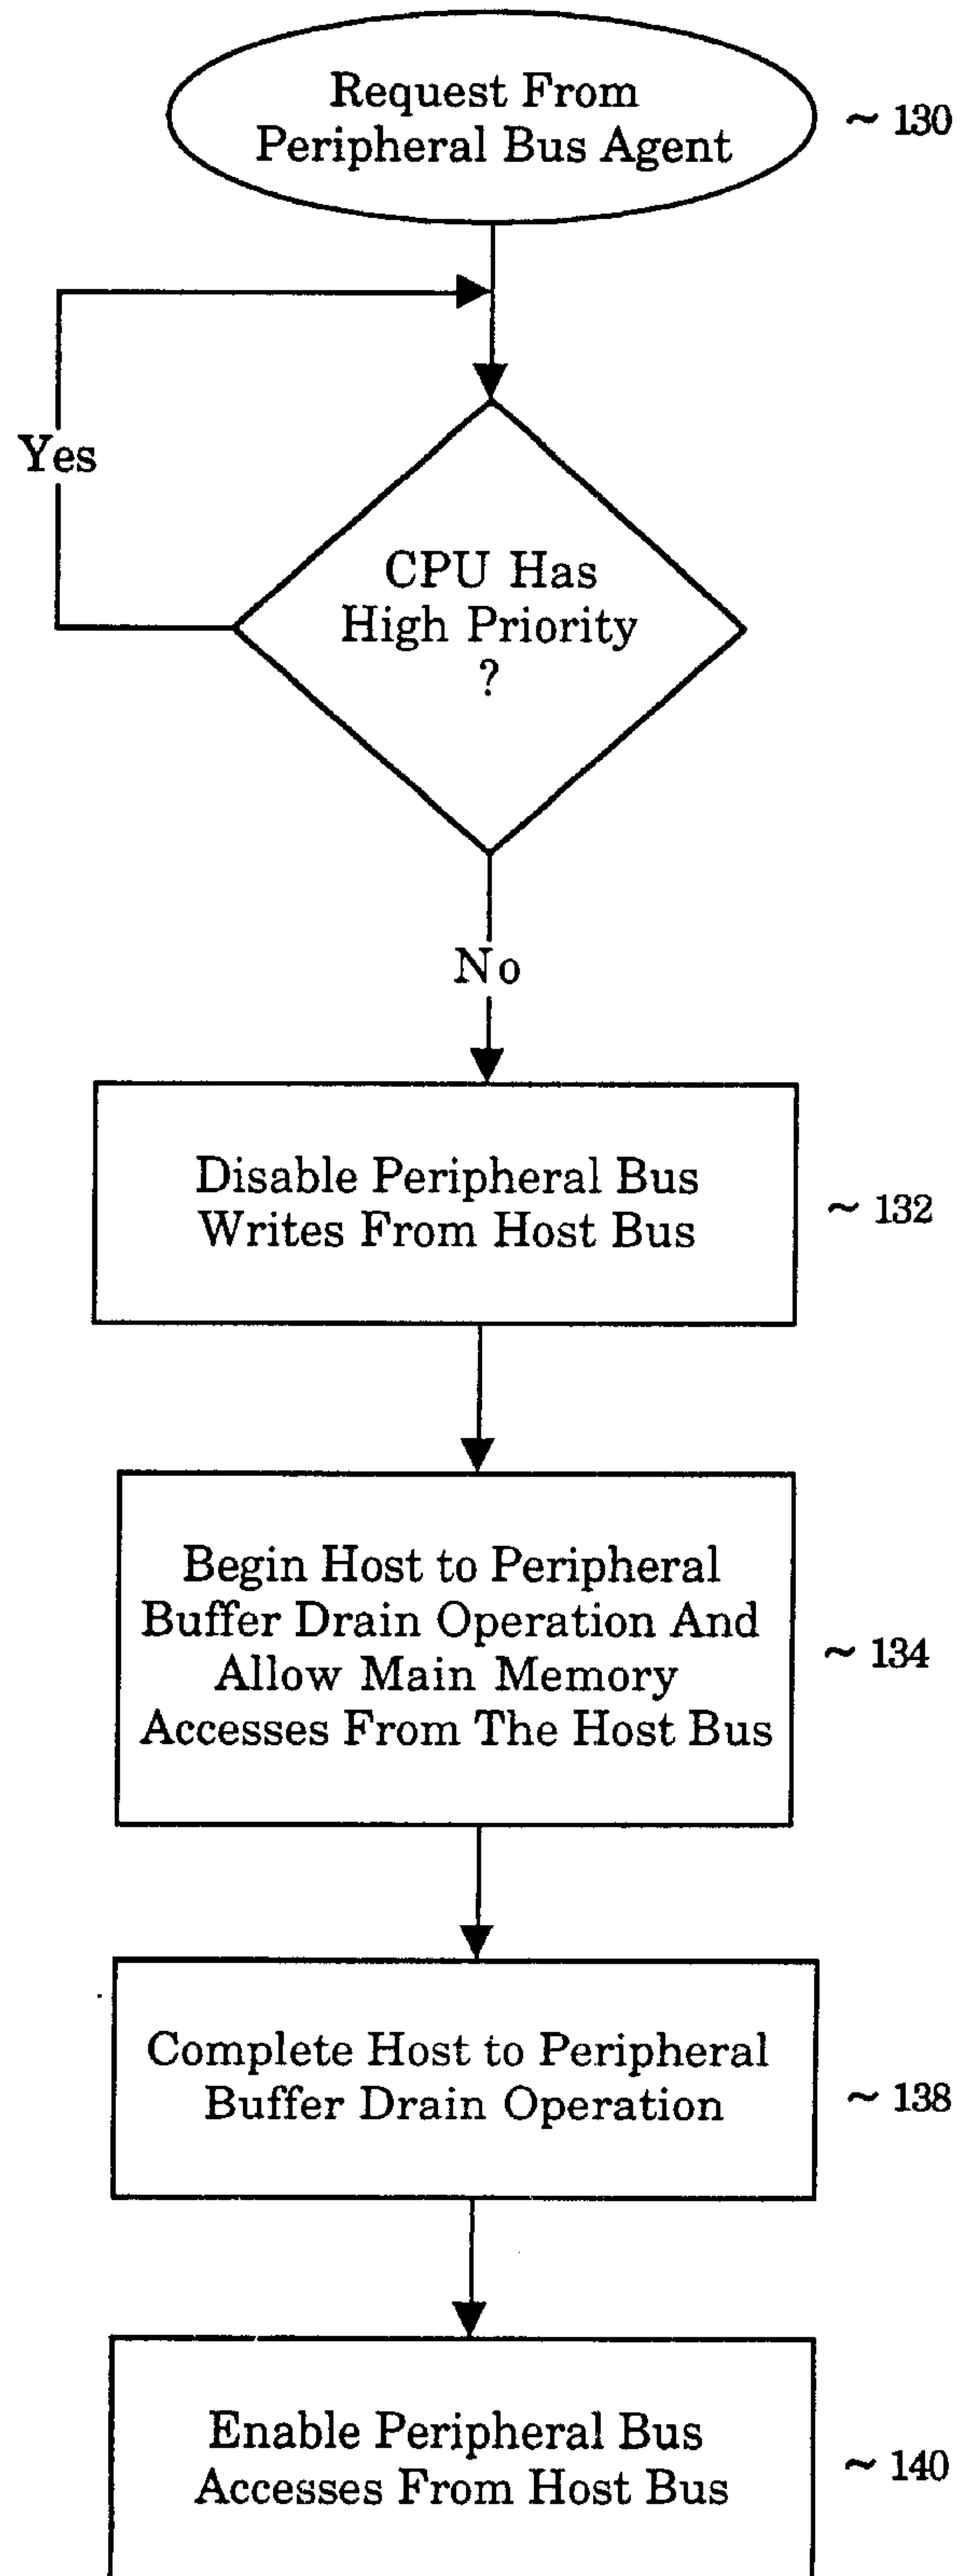 Request From
Peripheral Bus Agent
~ 130
Yes
CPU Has
High Priority
?
No
Disable Peripheral Bus
Writes From Host Bus
~ 132
Begin Host to Peripheral
Buffer Drain Operation And
Allow Main Memory
Accesses From The Host Bus
~ 134
Complete Host to Peripheral
Buffer Drain Operation
~ 138
Enable Peripheral Bus
Accesses From Host Bus
~ 140